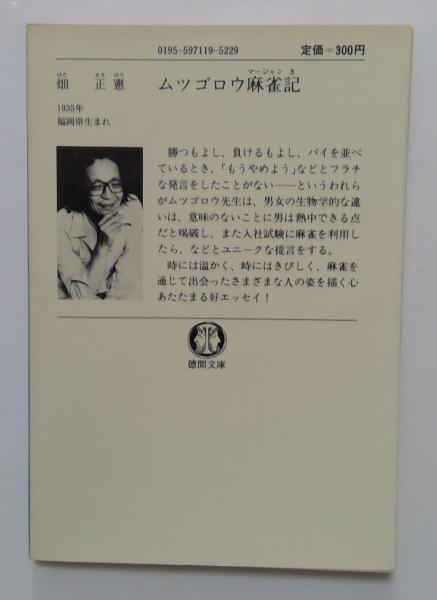 0195-597119-5229 定価=300円
はた まさ のり マージャン き
畑 正憲 ムツゴロウ麻雀記
1935年
福岡県生まれ
勝つもよし、負けるもよし、パイを並べ
ているとき、「もうやめよう」などとフラチ
な発言をしたことがない――というわれら
がムツゴロウ先生は、男女の生物学的な違
いは、意味のないことに男は熱中できる点
だと喝破し、また入社試験に麻雀を利用し
たら、などとユニークな提言をする。
時には温かく、時にはきびしく、麻雀を
通じて出会ったさまざまな人の姿を描く心
あたたまる好エッセイ！
徳間文庫